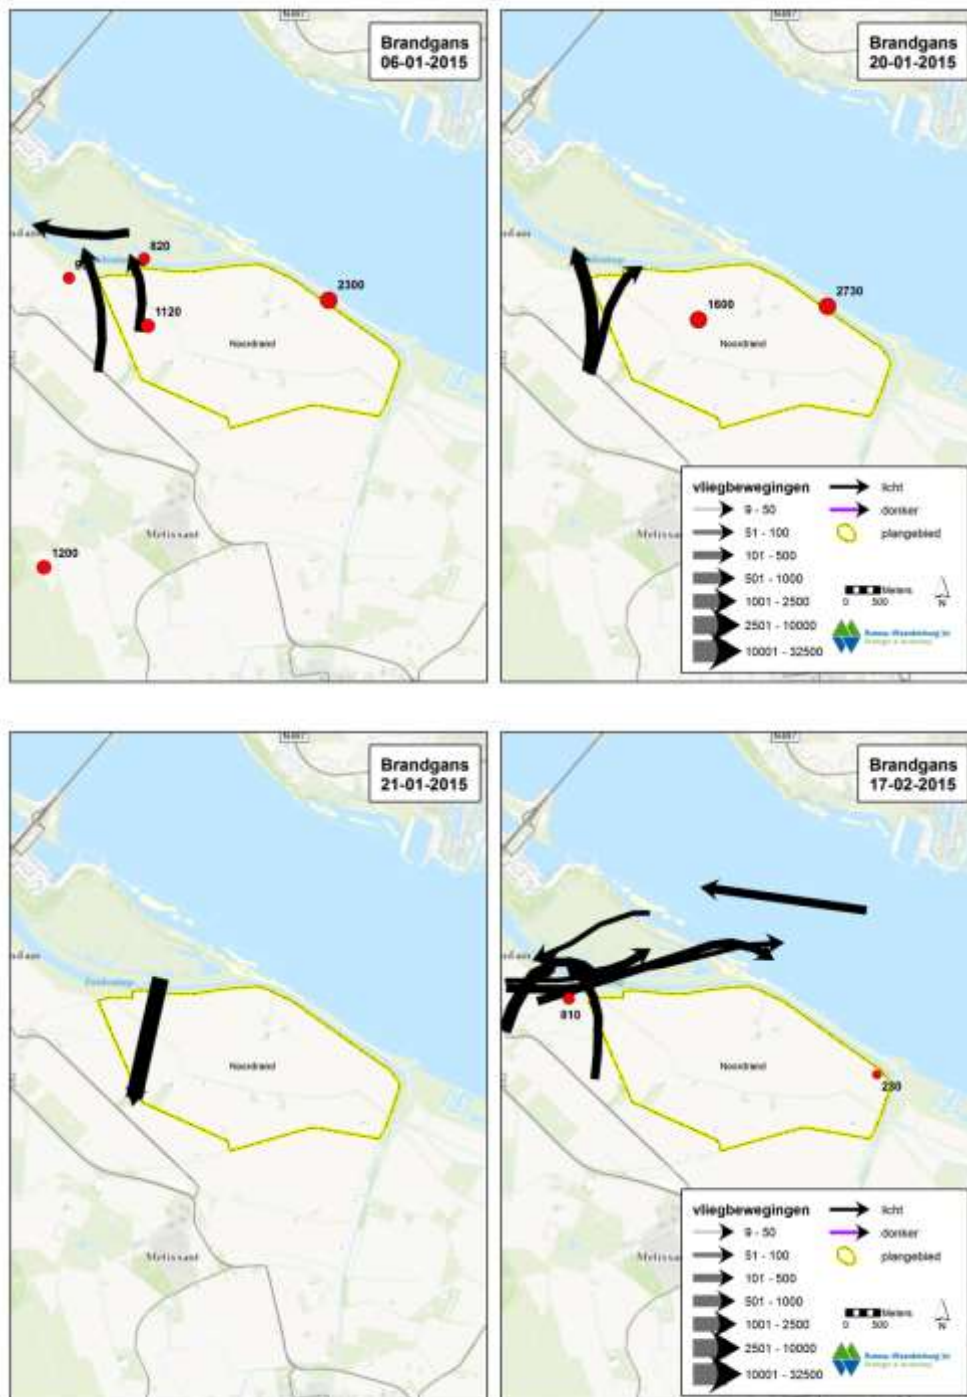 N497
Brandgans
06-01-2015
820
2300
1120
Noordrand
Melissant
1200
Brandgans
20-01-2015
2730
1600
Noordrand
Melissa
vliegbewegingen
licht
9 - 50
donker
51 - 100
plangebied
101 - 500
501 - 1000
Meters
1001 - 2500
0 500
N
2501 - 10000
10001 - 32500
Brandgans
21-01-2015
Noordrand
Melissant
Brandgans
17-02-2015
810
Noordrand
230
Melissa
vliegbewegingen
licht
9 - 50
donker
51 - 100
plangebied
101 - 500
501 - 1000
Meters
1001 - 2500
0 500
N
2501 - 10000
10001 - 32500